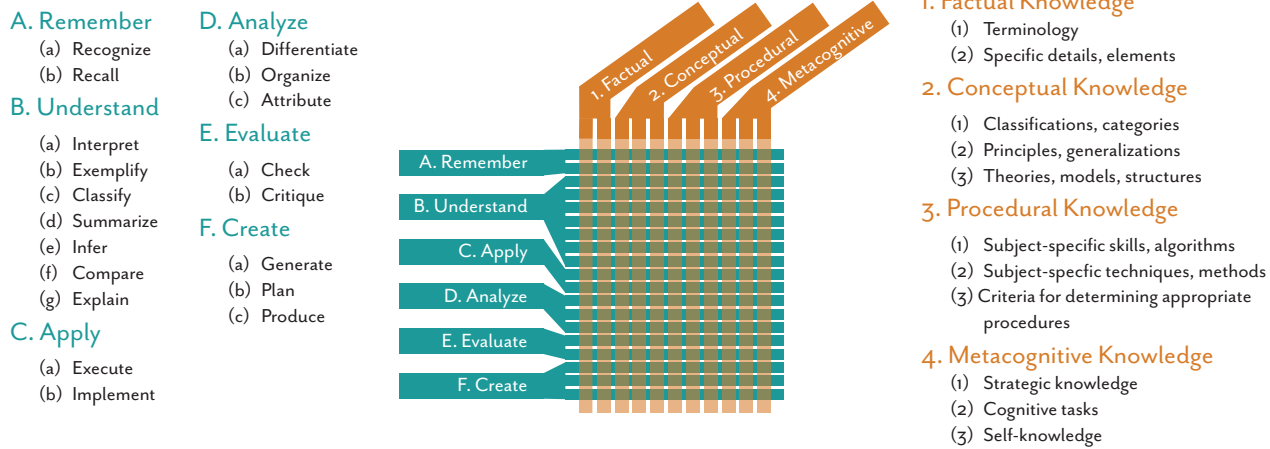 A. Remember
(a) Recognize
(b) Recall
B. Understand
(a) Interpret
(b) Exemplify
(c) Classify
(d) Summarize
(e) Infer
(f) Compare
(g) Explain
C. Apply
(a) Execute
(b) Implement
D. Analyze
(a) Differentiate
(b) Organize
(c) Attribute
E. Evaluate
(a) Check
(b) Critique
F. Create
(a) Generate
(b) Plan
(c) Produce
1. Factual
2. Conceptual
3. Procedural
4. Metacognitive
A. Remember
B. Understand
C. Apply
D. Analyze
E. Evaluate
F. Create
1. Factual Knowledge
(1) Terminology
(2) Specific details, elements
2. Conceptual Knowledge
(1) Classifications, categories
(2) Principles, generalizations
(3) Theories, models, structures
3. Procedural Knowledge
(1) Subject-specific skills, algorithms
(2) Subject-specfic techniques, methods
(3) Criteria for determining appropriate
procedures
4. Metacognitive Knowledge
(1) Strategic knowledge
(2) Cognitive tasks
(3) Self-knowledge